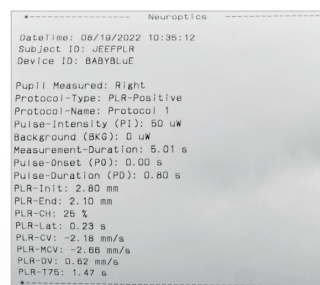 *---------- Neuroptics ----------
DateTime: 08/19/2022 10:35:12
Subject ID: JEEFPLR
Device ID: BABYBLuE
Pupil Measured: Right
Protocol-Type: PLR-Positive
Protocol-Name: Protocol 1
Pulse-Intensity (PI): 50 uW
Background (BKG): 0 uW
Measurement-Duration: 5.01 s
Pulse-Onset (PO): 0.00 s
Pulse-Duration (PD): 0.80 s
PLR-Init: 2.80 mm
PLR-End: 2.10 mm
PLR-CH: 25 %
PLR-Lat: 0.23 s
PLR-CV: -2.18 mm/s
PLR-MCV: -2.66 mm/s
PLR-DV: 0.62 mm/s
PLR-T75: 1.47 s
*----------